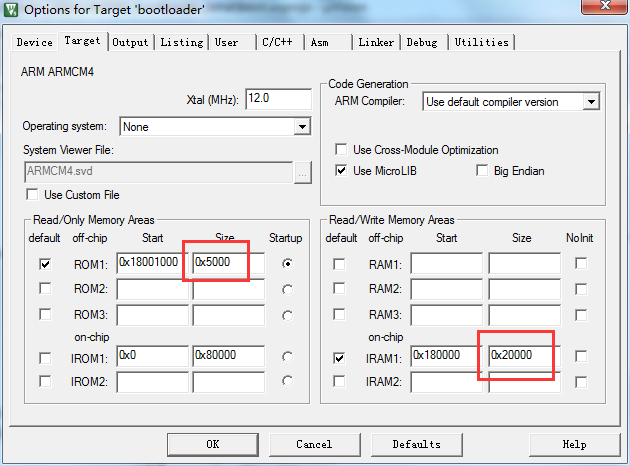 Options for Target 'bootloader'
Device Target Output Listing User C/C++ Asm Linker Debug Utilities
ARM ARMCM4
Xtal (MHz): 12.0
Operating system: None
System Viewer File:
ARMCM4.svd ...
Use Custom File
Code Generation
ARM Compiler: Use default compiler version
Use Cross-Module Optimization
Use MicroLIB Big Endian
Read/Only Memory Areas
default off-chip Start Size Startup
ROM1: 0x18001000 0x5000
ROM2:
ROM3:
on-chip
IROM1: 0x0 0x80000
IROM2:
Read/Write Memory Areas
default off-chip Start Size NoInit
RAM1:
RAM2:
RAM3:
on-chip
IRAM1: 0x180000 0x20000
IRAM2:
OK Cancel Defaults Help